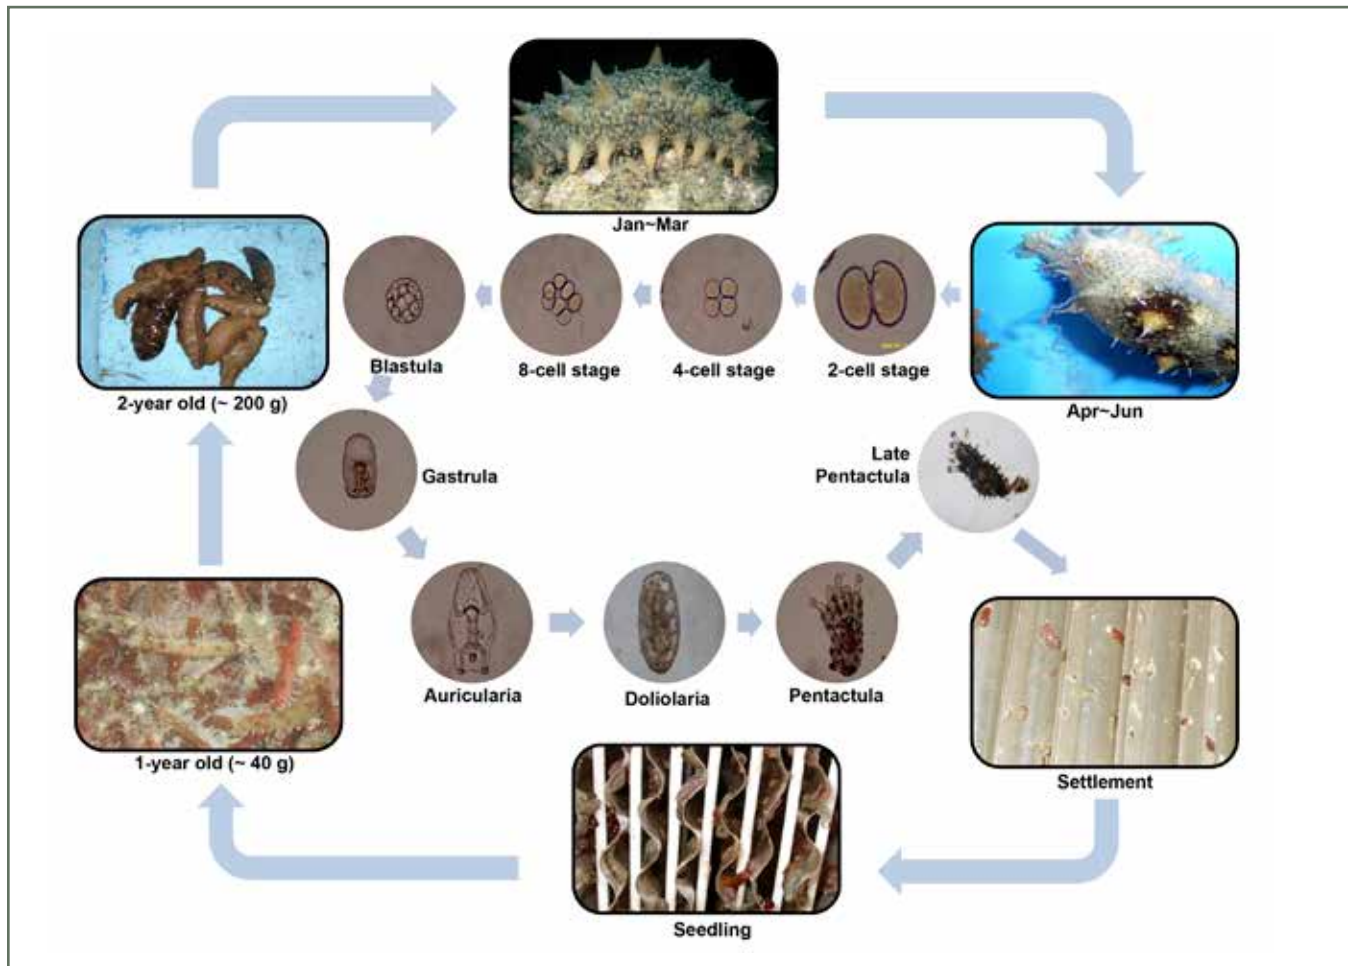 Jan~Mar
Blastula
8-cell stage
4-cell stage
2-cell stage
2-year old (~ 200 g)
Apr~Jun
Late
Pentactula
Gastrula
Auricularia
Doliolaria
Pentactula
1-year old (~ 40 g)
Settlement
Seedling